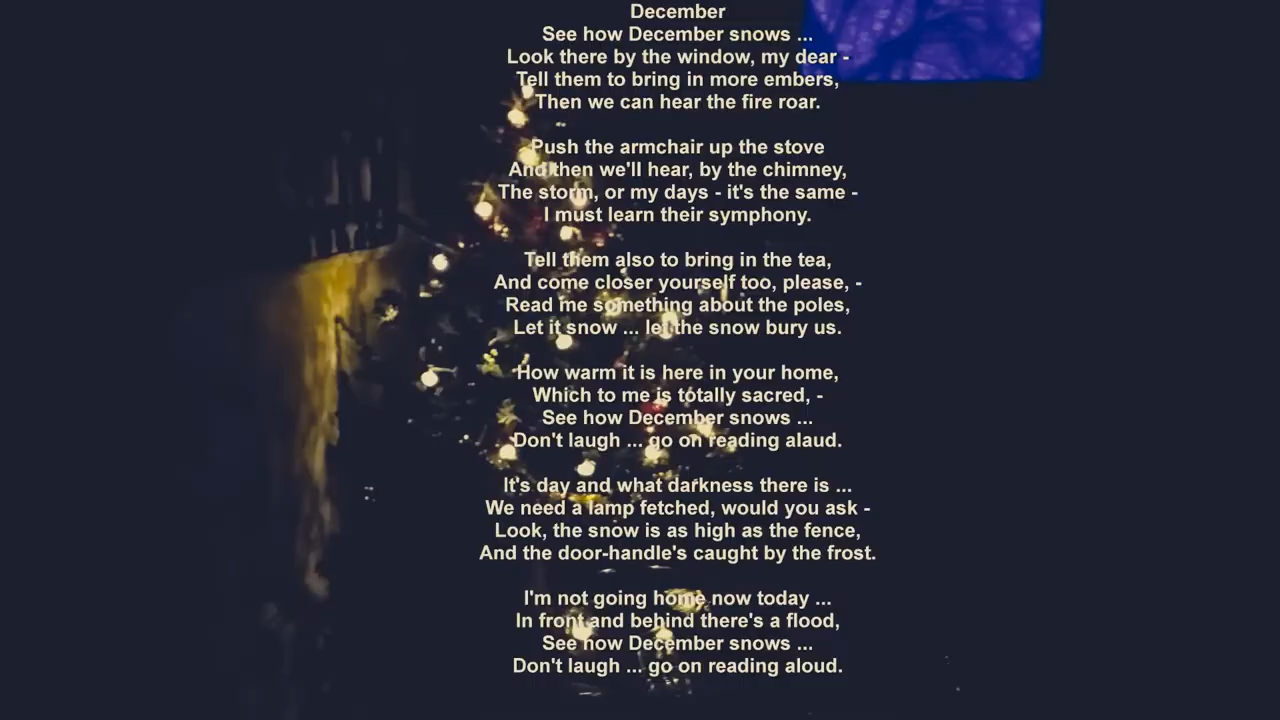 December
See how December snows ...
Look there by the window, my dear -
Tell them to bring in more embers,
Then we can hear the fire roar.
Push the armchair up the stove
And then we'll hear, by the chimney,
The storm, or my days - it's the same -
I must learn their symphony.
Tell them also to bring in the tea,
And come closer yourself too, please, -
Read me something about the poles,
Let it snow ... let the snow bury us.
How warm it is here in your home,
Which to me is totally sacred, -
See how December snows ...
Don't laugh ... go on reading alaud.
It's day and what darkness there is ...
We need a lamp fetched, would you ask -
Look, the snow is as high as the fence,
And the door-handle's caught by the frost.
I'm not going home now today ...
In front and behind there's a flood,
See how December snows ...
Don't laugh ... go on reading aloud.